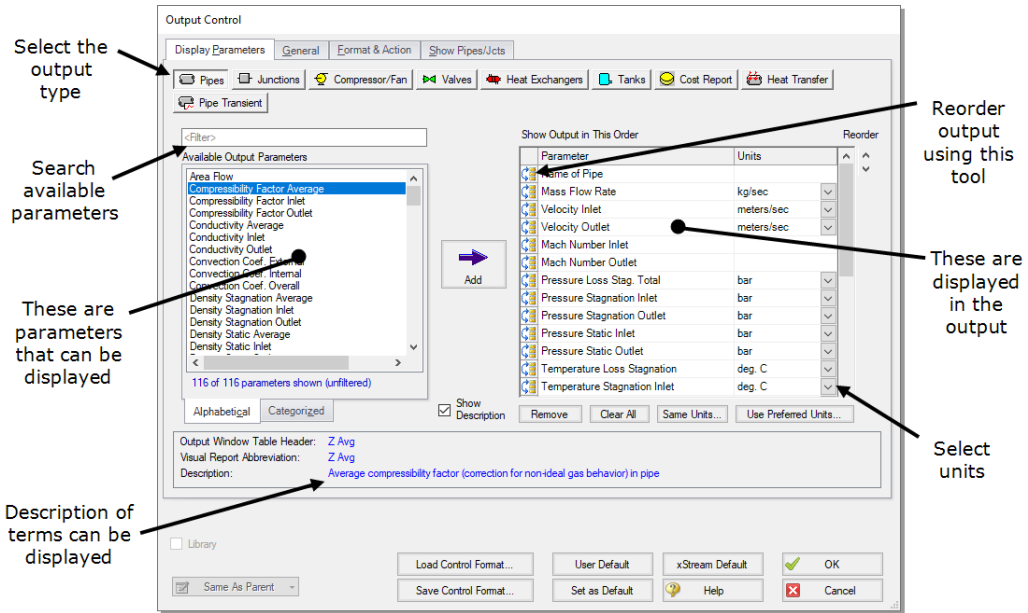 Output Control
Display Parameters
General
Format & Action
Show Pipes/Jcts
Select the
output
type
Pipes
Junctions
Compressor/Fan
Valves
Heat Exchangers
Tanks
Cost Report
Heat Transfer
Pipe Transient
Search
available
parameters
<Filter>
Available Output Parameters
Area Flow
Compressibility Factor Average
Compressibility Factor Inlet
Compressibility Factor Outlet
Conductivity Average
Conductivity Inlet
Conductivity Outlet
Convection Coef. External
Convection Coef. Internal
Convection Coef. Overall
Density Stagnation Average
Density Stagnation Inlet
Density Stagnation Outlet
Density Static Average
Density Static Inlet
116 of 116 parameters shown (unfiltered)
Alphabetical
Categorized
These are
parameters
that can be
displayed
Add
Show
Description
Show Output in This Order
Reorder
Parameter Units
Name of Pipe
Mass Flow Rate kg/sec
Velocity Inlet meters/sec
Velocity Outlet meters/sec
Mach Number Inlet
Mach Number Outlet
Pressure Loss Stag. Total bar
Pressure Stagnation Inlet bar
Pressure Stagnation Outlet bar
Pressure Static Inlet bar
Pressure Static Outlet bar
Temperature Loss Stagnation deg. C
Temperature Stagnation Inlet deg. C
Remove
Clear All
Same Units...
Use Preferred Units...
Reorder
output
using this
tool
These are
displayed
in the
output
Select
units
Output Window Table Header: Z Avg
Visual Report Abbreviation: Z Avg
Description: Average compressibility factor (correction for non-ideal gas behavior) in pipe
Description of
terms can be
displayed
Library
Same As Parent
Load Control Format...
User Default
xStream Default
OK
Save Control Format...
Set as Default
Help
Cancel